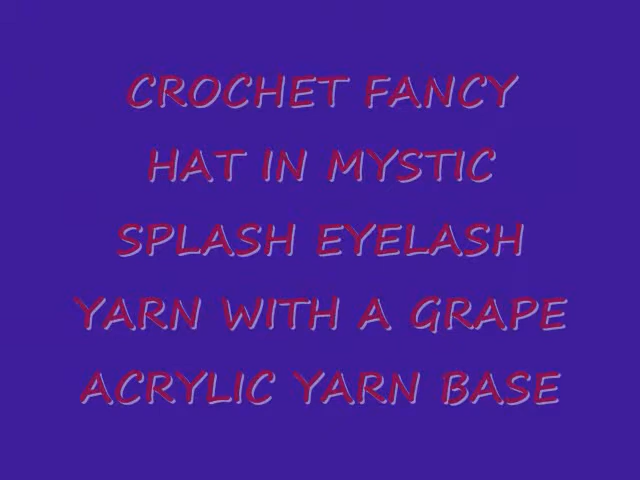 CROCHET FANCY
HAT IN MYSTIC
SPLASH EYELASH
YARN WITH A GRAPE
ACRYLIC YARN BASE